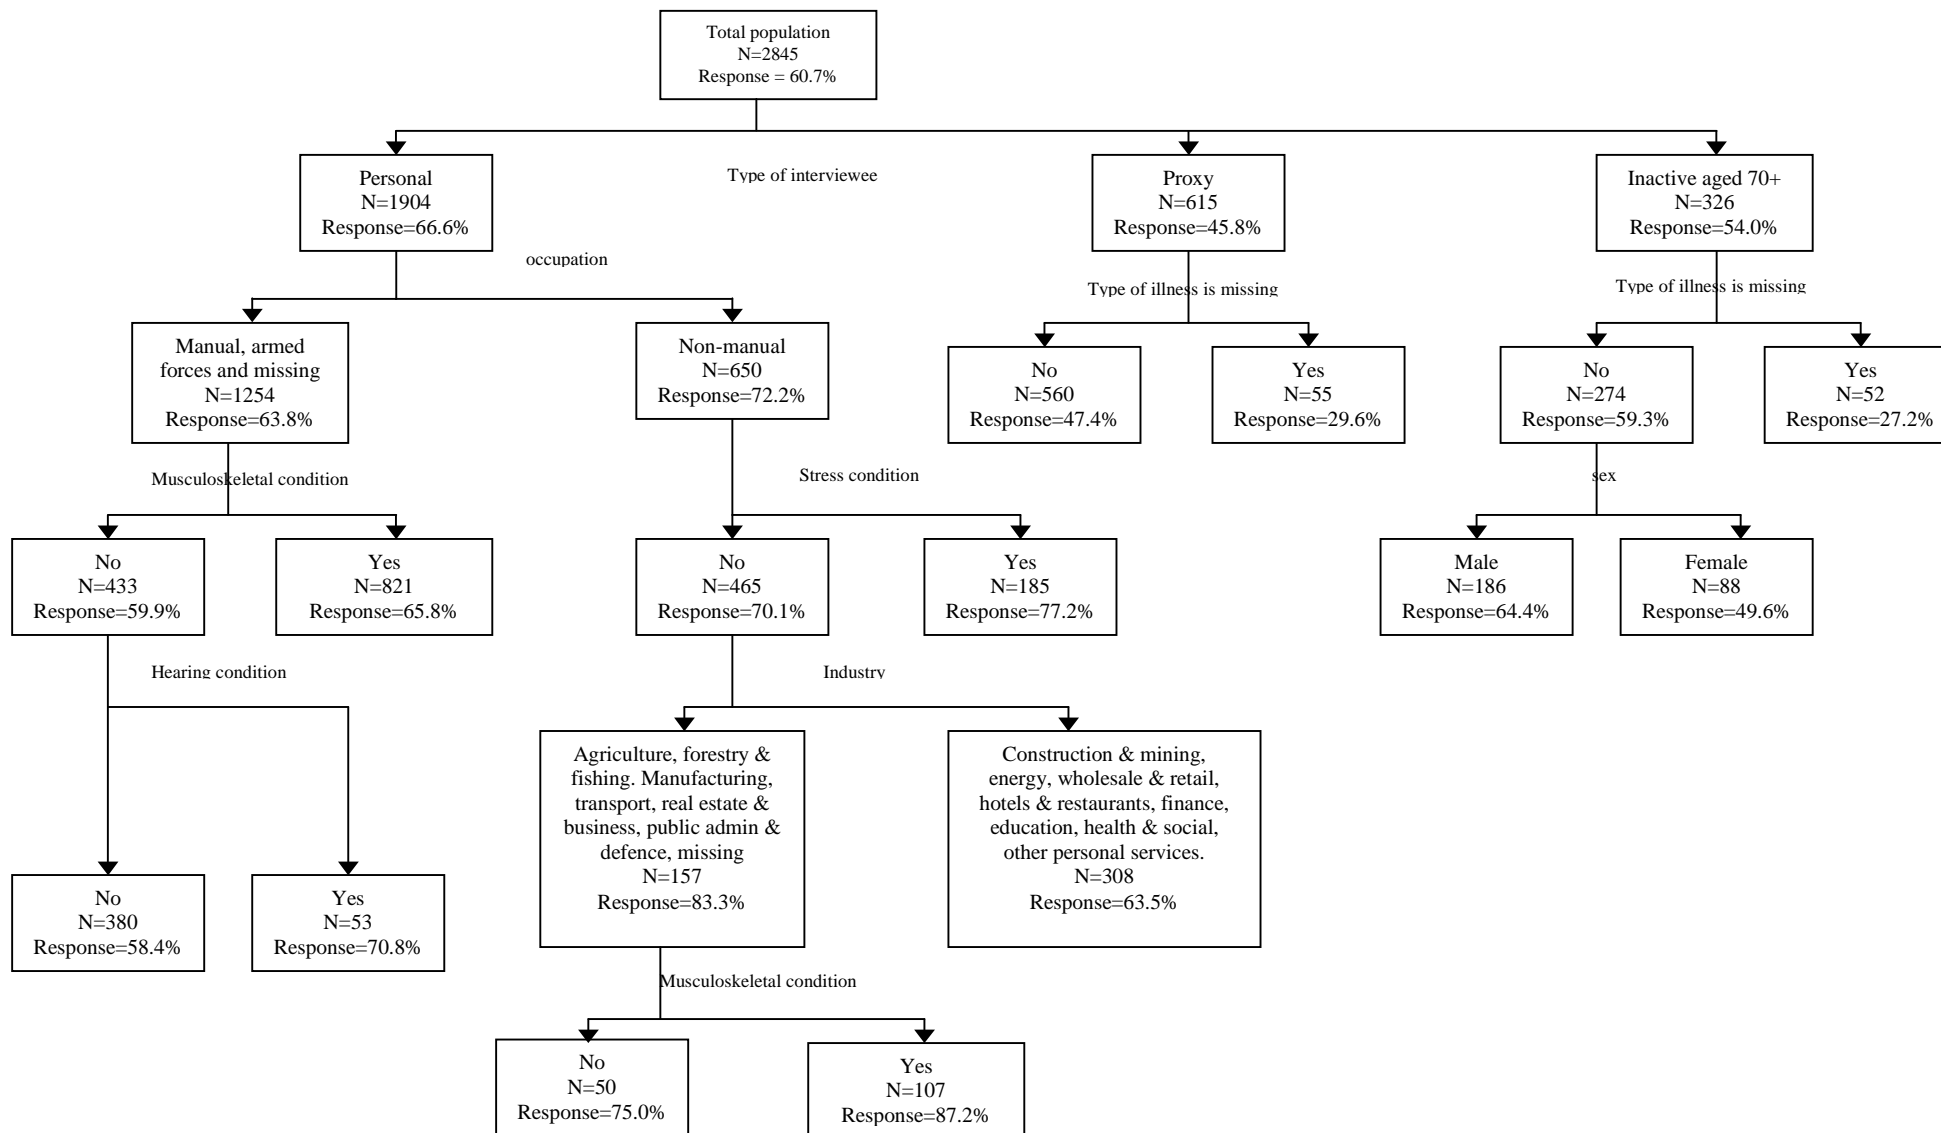 Total population
N=2845
Response = 60.7%
Type of interviewee
Personal
N=1904
Response=66.6%
Proxy
N=615
Response=45.8%
Inactive aged 70+
N=326
Response=54.0%
occupation
Type of illness is missing
Type of illness is missing
Manual, armed
forces and missing
N=1254
Response=63.8%
Non-manual
N=650
Response=72.2%
No
N=560
Response=47.4%
Yes
N=55
Response=29.6%
No
N=274
Response=59.3%
Yes
N=52
Response=27.2%
Musculoskeletal condition
Stress condition
sex
No
N=433
Response=59.9%
Yes
N=821
Response=65.8%
No
N=465
Response=70.1%
Yes
N=185
Response=77.2%
Male
N=186
Response=64.4%
Female
N=88
Response=49.6%
Hearing condition
Industry
Agriculture, forestry &
fishing. Manufacturing,
transport, real estate &
business, public admin &
defence, missing
N=157
Response=83.3%
Construction & mining,
energy, wholesale & retail,
hotels & restaurants, finance,
education, health & social,
other personal services.
N=308
Response=63.5%
No
N=380
Response=58.4%
Yes
N=53
Response=70.8%
Musculoskeletal condition
No
N=50
Response=75.0%
Yes
N=107
Response=87.2%